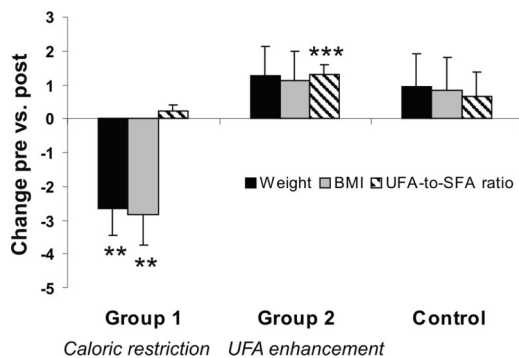 Change pre vs. post
3
2
1
0
-1
-2
-3
-4
-5
***
** **
Weight BMI UFA-to-SFA ratio
Group 1 Group 2 Control
Caloric restriction UFA enhancement